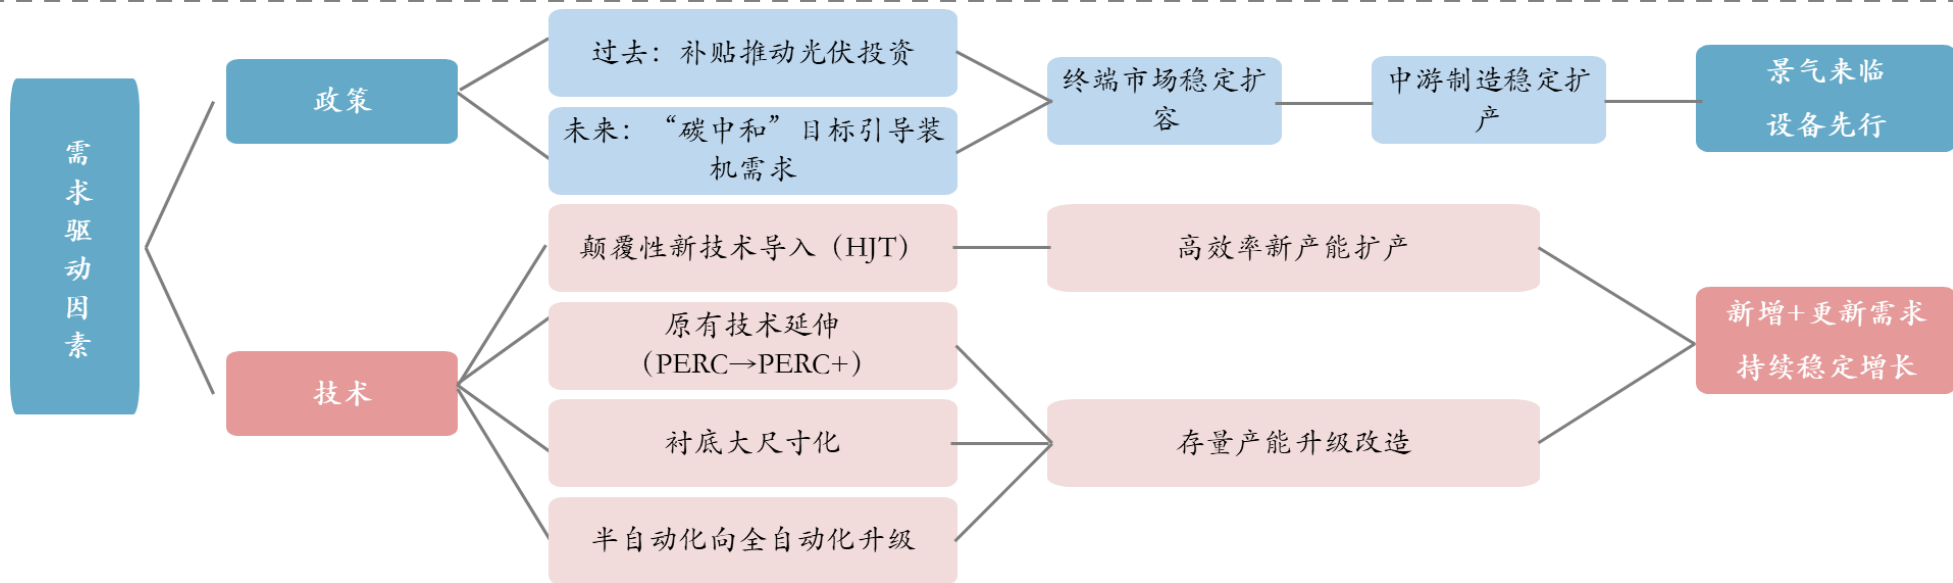 需求驱动因素
政策
过去：补贴推动光伏投资
未来：“碳中和”目标引导装
机需求
终端市场稳定扩
容
中游制造稳定扩
产
景气来临
设备先行
技术
颠覆性新技术导入（HJT）
高效率新产能扩产
原有技术延伸
（PERC→PERC+）
衬底大尺寸化
半自动化向全自动化升级
存量产能升级改造
新增+更新需求
持续稳定增长